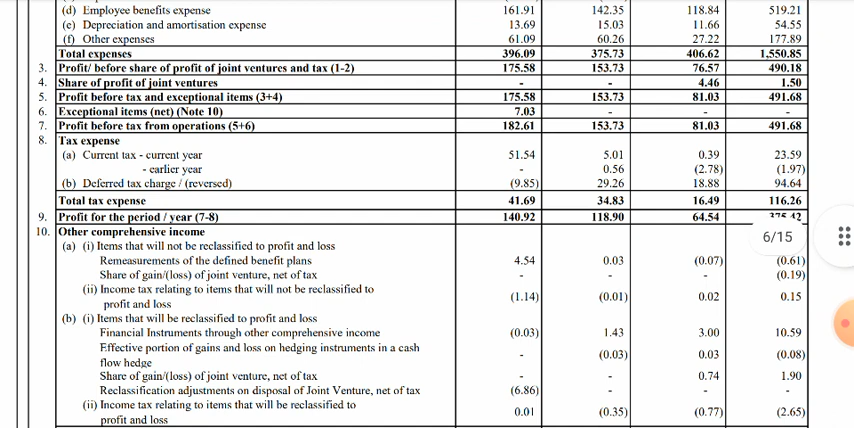 (d) Employee benefits expense 161.91 142.35 118.84 519.21
(e) Depreciation and amortisation expense 13.69 15.03 11.66 54.55
(f) Other expenses 61.09 60.26 27.22 177.89
Total expenses 396.09 375.73 406.62 1,550.85
3. Profit/ before share of profit of joint ventures and tax (1-2) 175.58 153.73 76.57 490.18
4. Share of profit of joint ventures - - 4.46 1.50
5. Profit before tax and exceptional items (3+4) 175.58 153.73 81.03 491.68
6. Exceptional items (net) (Note 10) 7.03 - - -
7. Profit before tax from operations (5+6) 182.61 153.73 81.03 491.68
8. Tax expense
(a) Current tax - current year 51.54 5.01 0.39 23.59
- earlier year - 0.56 (2.78) (1.97)
(b) Deferred tax charge / (reversed) (9.85) 29.26 18.88 94.64
Total tax expense 41.69 34.83 16.49 116.26
9. Profit for the period / year (7-8) 140.92 118.90 64.54
10. Other comprehensive income
6/15
(a) (i) Items that will not be reclassified to profit and loss
Remeasurements of the defined benefit plans 4.54 0.03 (0.07) (0.61)
Share of gain/(loss) of joint venture, net of tax - - - (0.19)
(ii) Income tax relating to items that will not be reclassified to
profit and loss (1.14) (0.01) 0.02 0.15
(b) (i) Items that will be reclassified to profit and loss
Financial Instruments through other comprehensive income (0.03) 1.43 3.00 10.59
Effective portion of gains and loss on hedging instruments in a cash
flow hedge - (0.03) 0.03 (0.08)
Share of gain/(loss) of joint venture, net of tax - - 0.74 1.90
Reclassification adjustments on disposal of Joint Venture, net of tax (6.86) - - -
(ii) Income tax relating to items that will be reclassified to
profit and loss 0.01 (0.35) (0.77) (2.65)